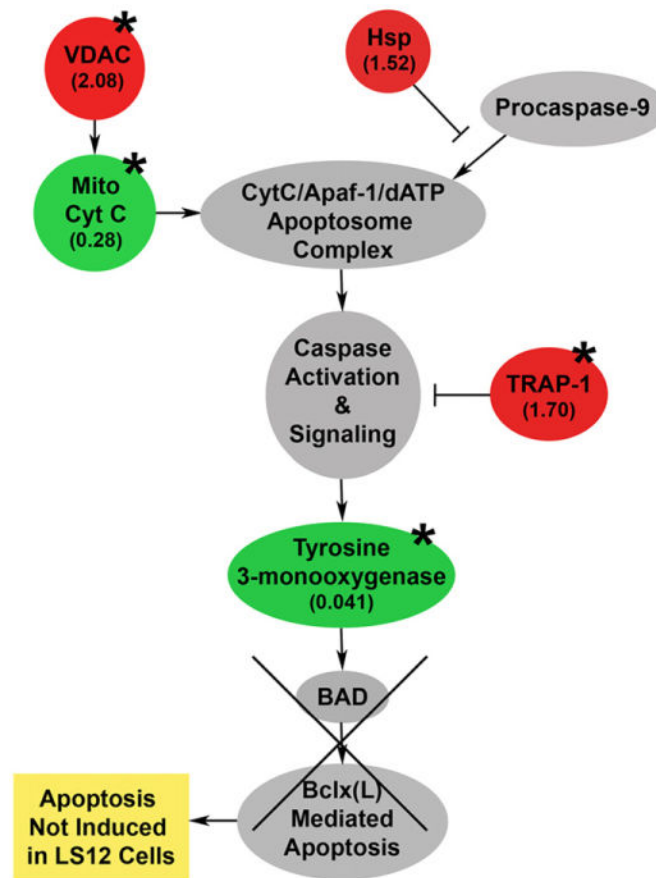 *
VDAC
(2.08)
Hsp
(1.52)
Procaspase-9
*
Mito
Cyt C
(0.28)
CytC/Apaf-1/dATP
Apoptosome
Complex
Caspase
Activation
&
Signaling
*
TRAP-1
(1.70)
*
Tyrosine
3-monooxygenase
(0.041)
BAD
Bclx(L)
Mediated
Apoptosis
Apoptosis
Not Induced
in LS12 Cells